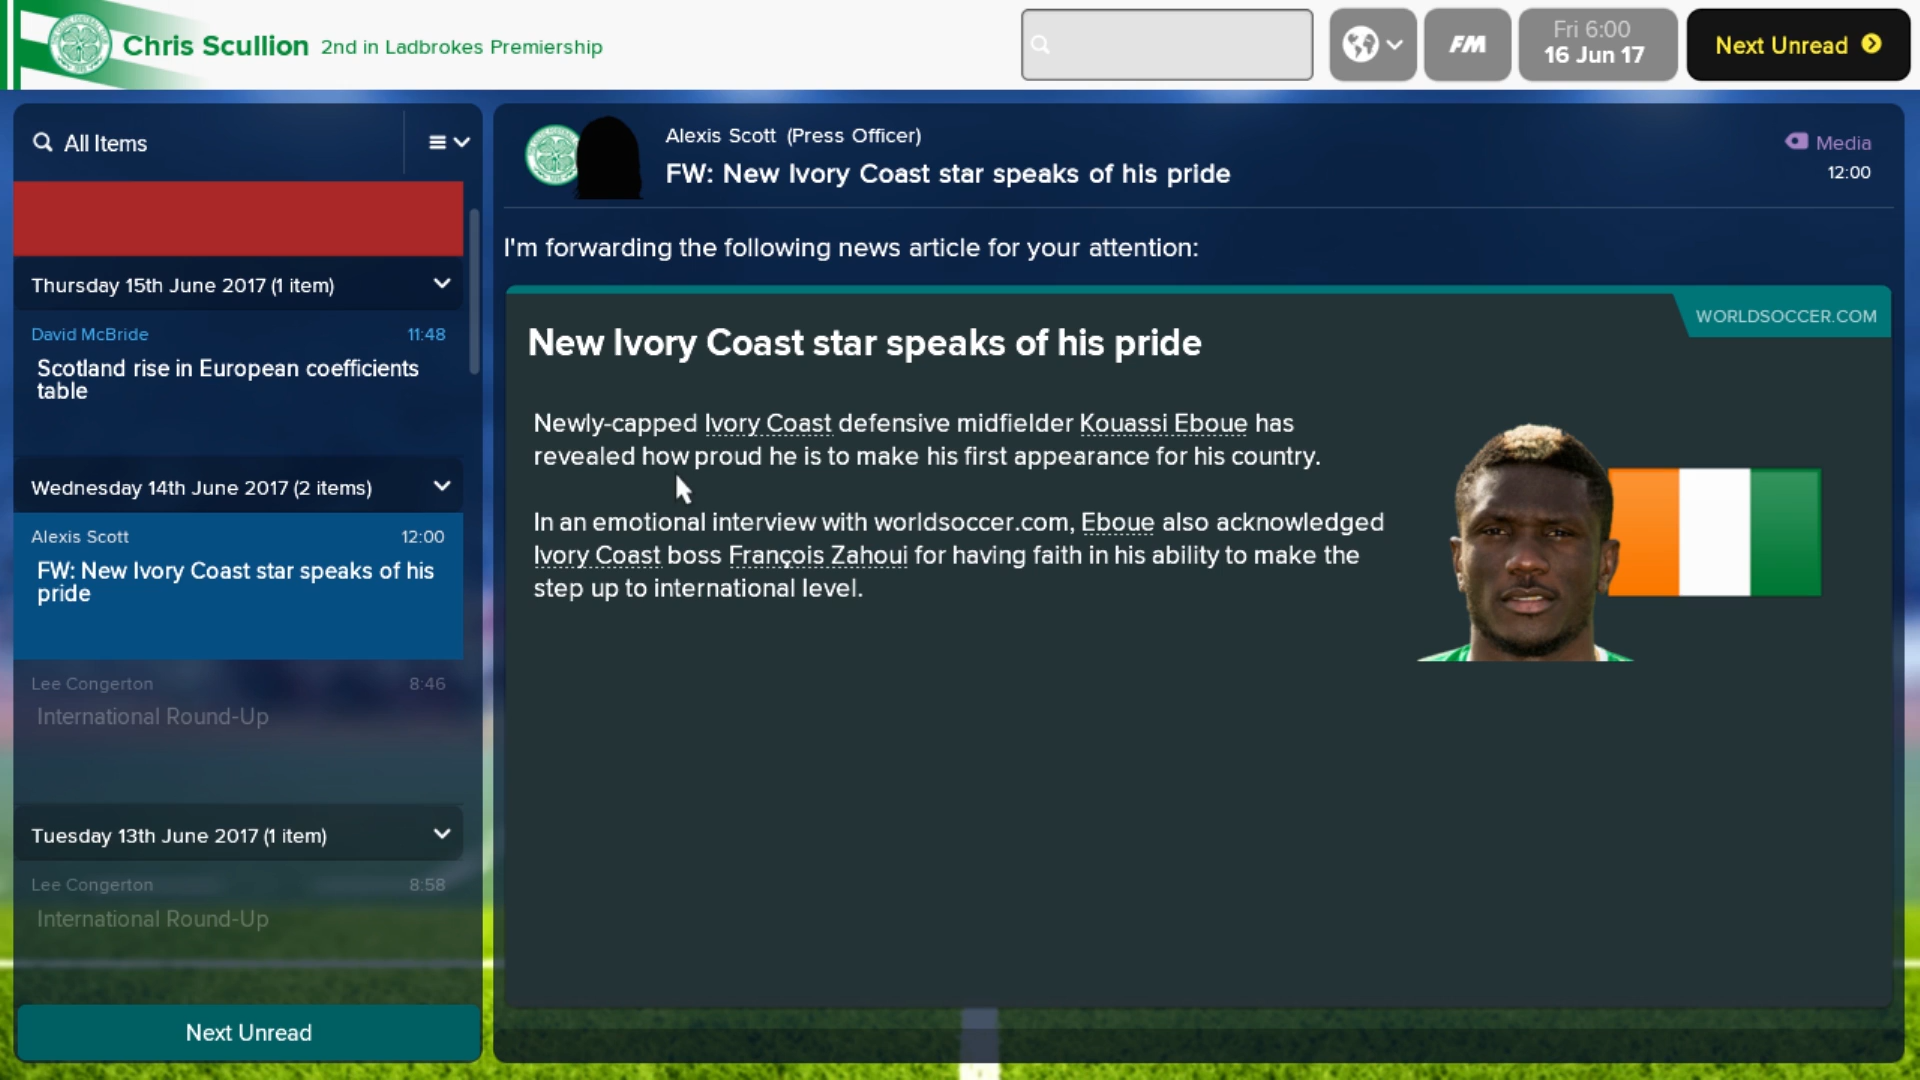 Chris Scullion 2nd in Ladbrokes Premiership
FM
Fri 6:00
16 Jun 17
Next Unread
All Items
Thursday 15th June 2017 (1 item)
David McBride 11:48
Scotland rise in European coefficients
table
Wednesday 14th June 2017 (2 items)
Alexis Scott 12:00
FW: New Ivory Coast star speaks of his
pride
Lee Congerton 8:46
International Round-Up
Tuesday 13th June 2017 (1 item)
Lee Congerton 8:58
International Round-Up
Next Unread
Alexis Scott (Press Officer)
FW: New Ivory Coast star speaks of his pride
Media
12:00
I'm forwarding the following news article for your attention:
WORLDSOCCER.COM
New Ivory Coast star speaks of his pride
Newly-capped Ivory Coast defensive midfielder Kouassi Eboue has
revealed how proud he is to make his first appearance for his country.
In an emotional interview with worldsoccer.com, Eboue also acknowledged
Ivory Coast boss François Zahoui for having faith in his ability to make the
step up to international level.